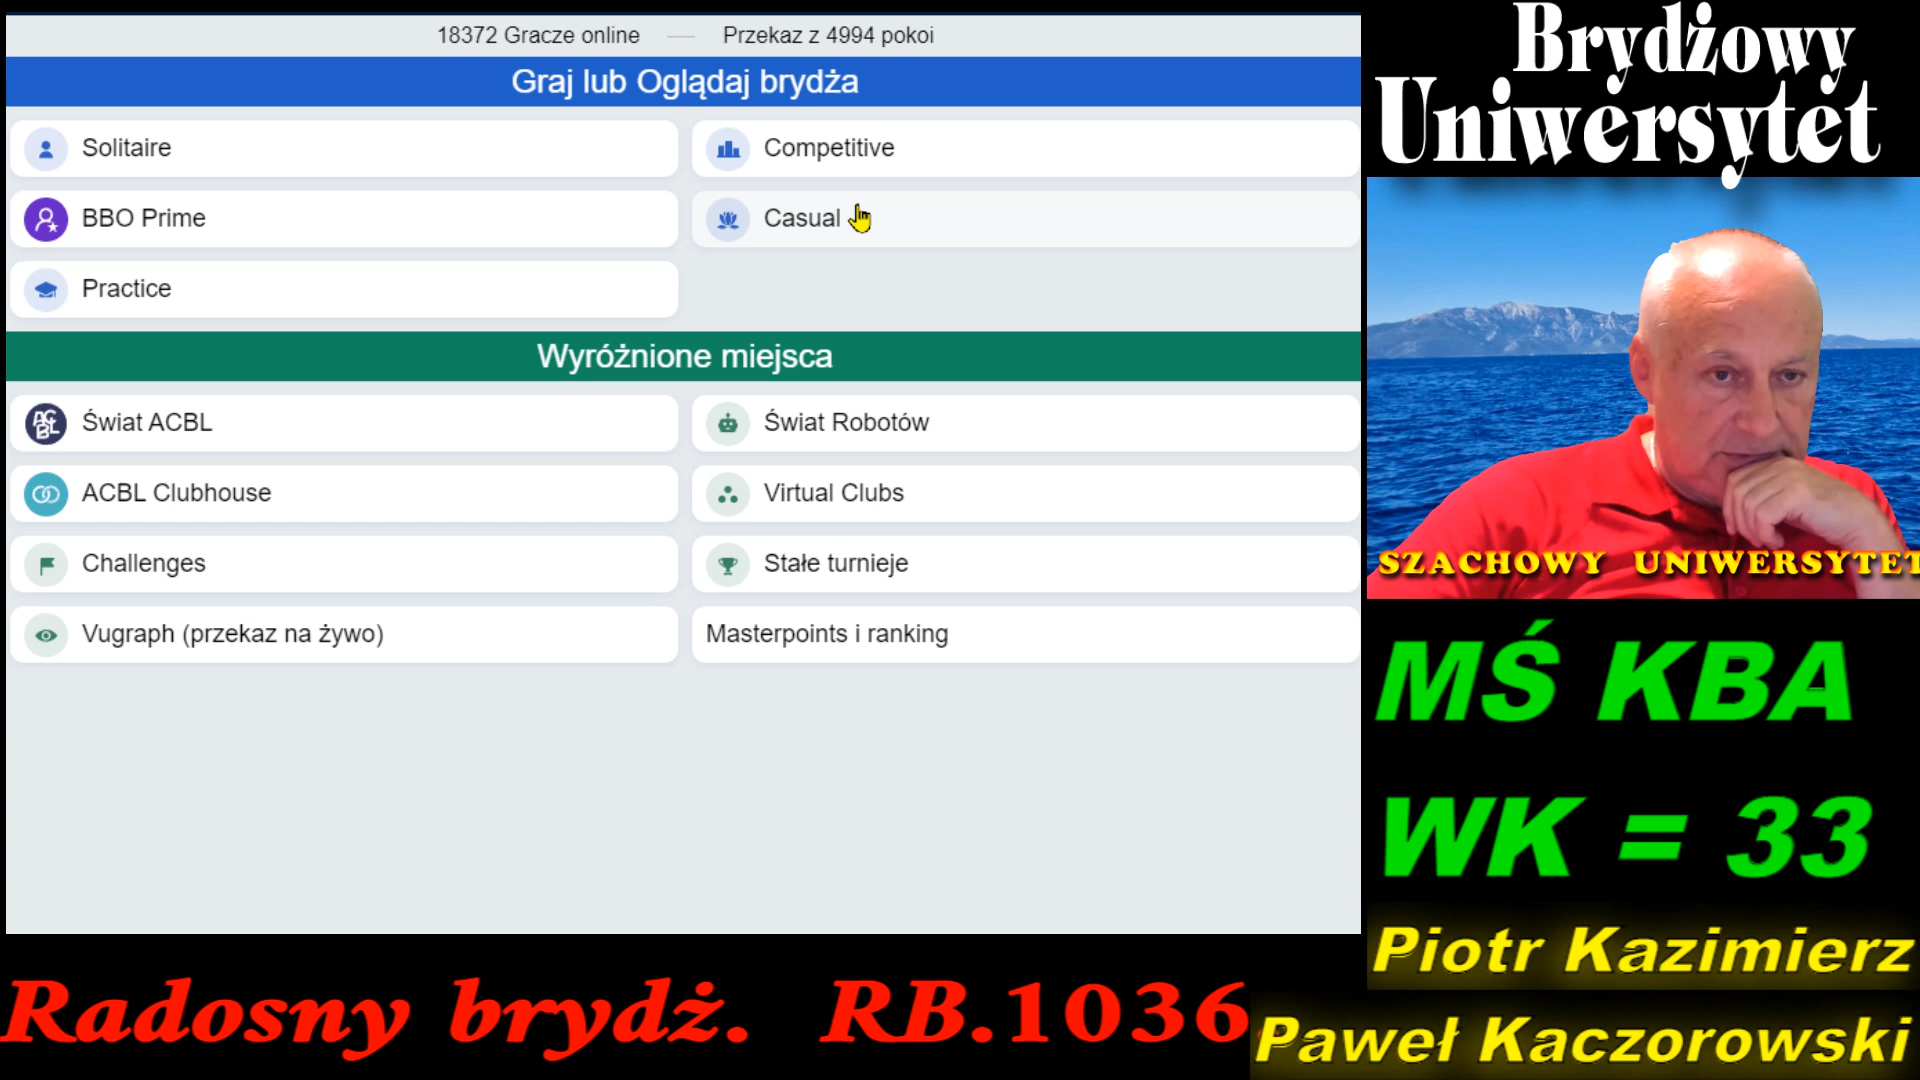 18372 Gracze online — Przekaz z 4994 pokoi
Graj lub Oglądaj brydża
Solitaire
Competitive
BBO Prime
Casual
Practice
Wyróżnione miejsca
ACBL
Świat ACBL
Świat Robotów
ACBL Clubhouse
Virtual Clubs
Challenges
Stałe turnieje
Vugraph (przekaz na żywo)
Masterpoints i ranking
Brydżowy
Uniwersytet
SZACHOWY UNIWERSYTET
MŚ KBA
WK = 33
Piotr Kazimierz
Paweł Kaczorowski
Radosny brydż. RB.1036